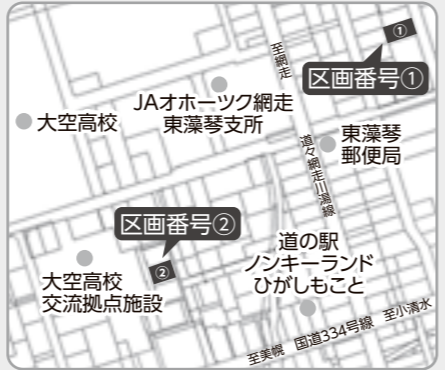 ①
区画番号①
至網走
JAオホーツク網走
東藻琴支所
大空高校
東藻琴
郵便局
道々網走川湯線
区画番号②
②
大空高校
交流拠点施設
道の駅
ノンキーランド
ひがしもこと
至美幌 国道334号線 至小清水